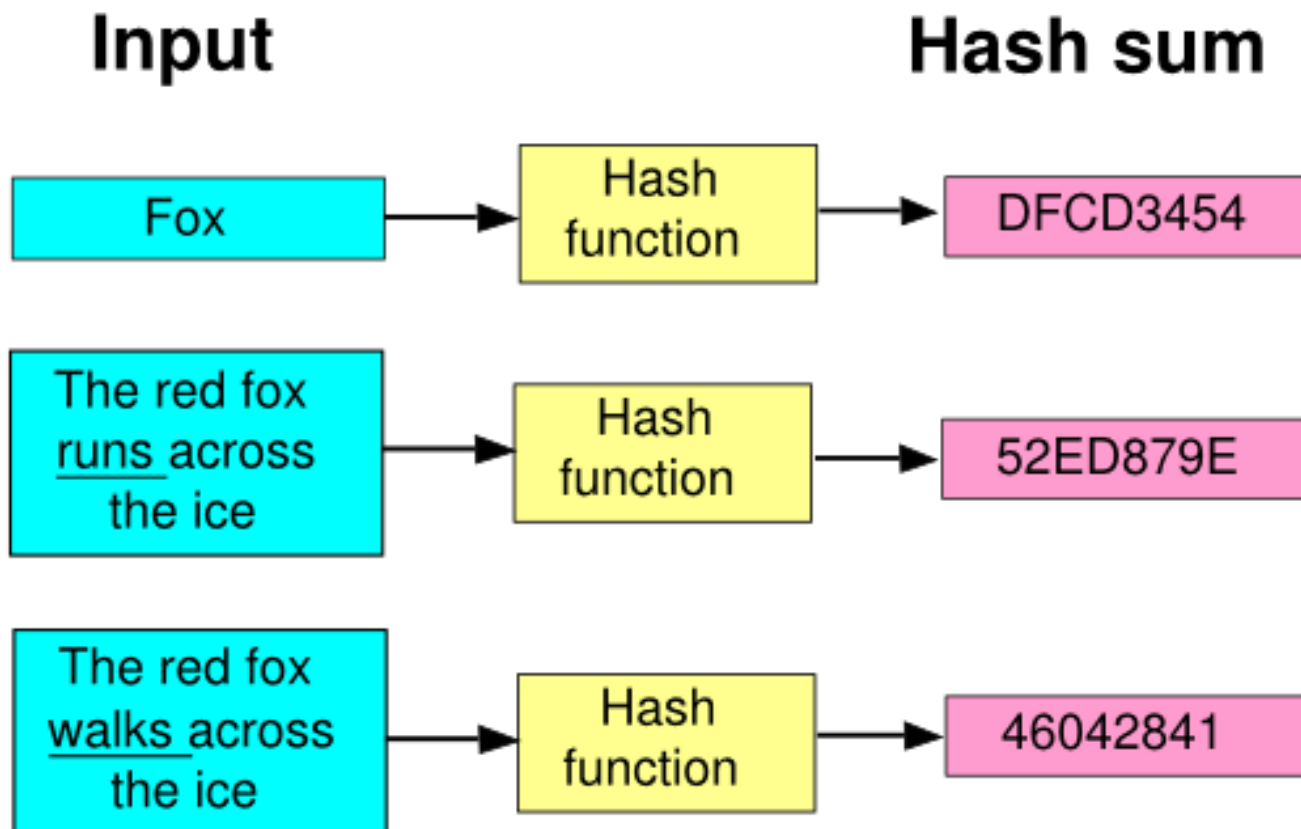 Input
Hash sum
Fox
Hash
function
DFCD3454
The red fox
runs across
the ice
Hash
function
52ED879E
The red fox
walks across
the ice
Hash
function
46042841